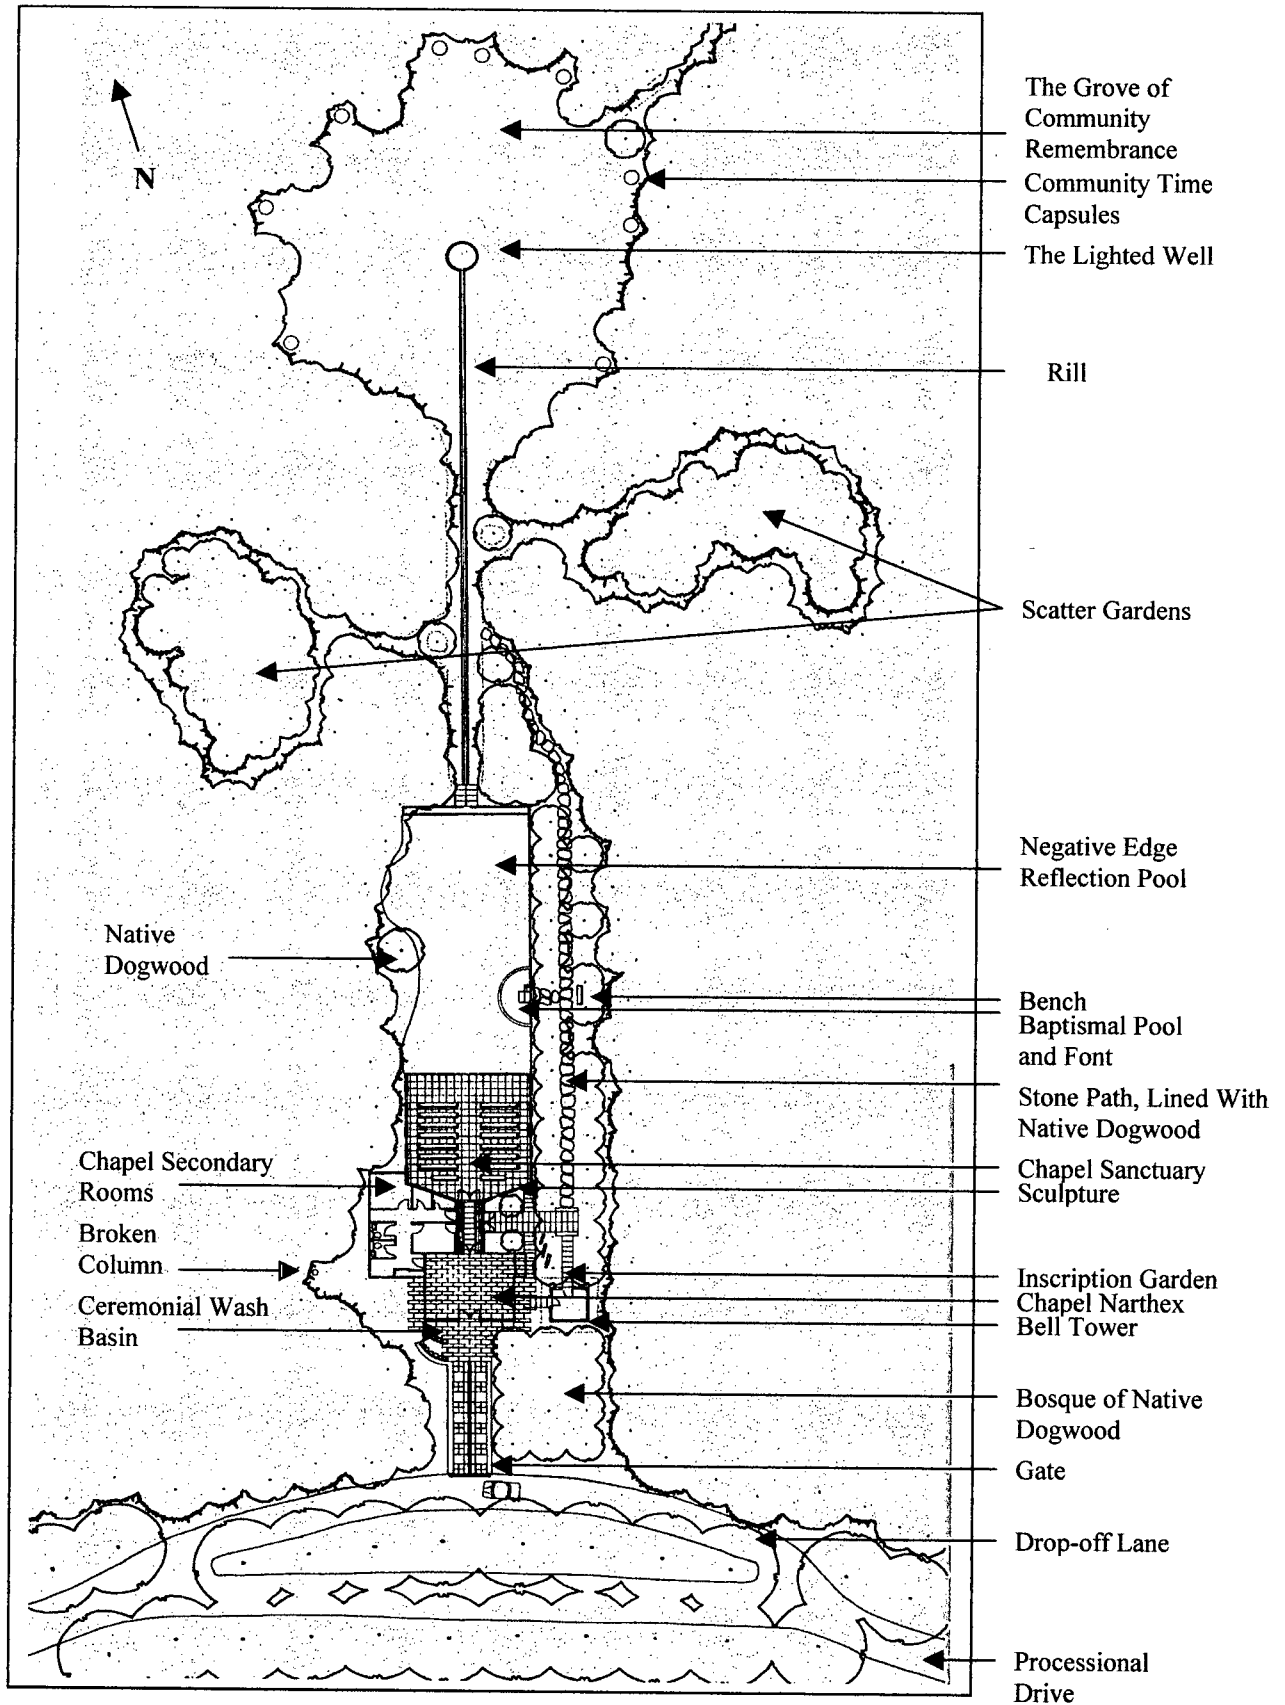 N
The Grove of
Community
Remembrance
Community Time
Capsules
The Lighted Well
Rill
Scatter Gardens
Negative Edge
Reflection Pool
Native
Dogwood
Bench
Baptismal Pool
and Font
Stone Path, Lined With
Native Dogwood
Chapel Secondary
Rooms
Chapel Sanctuary
Sculpture
Broken
Column
Inscription Garden
Ceremonial Wash
Basin
Chapel Narthex
Bell Tower
Bosque of Native
Dogwood
Gate
Drop-off Lane
Processional
Drive